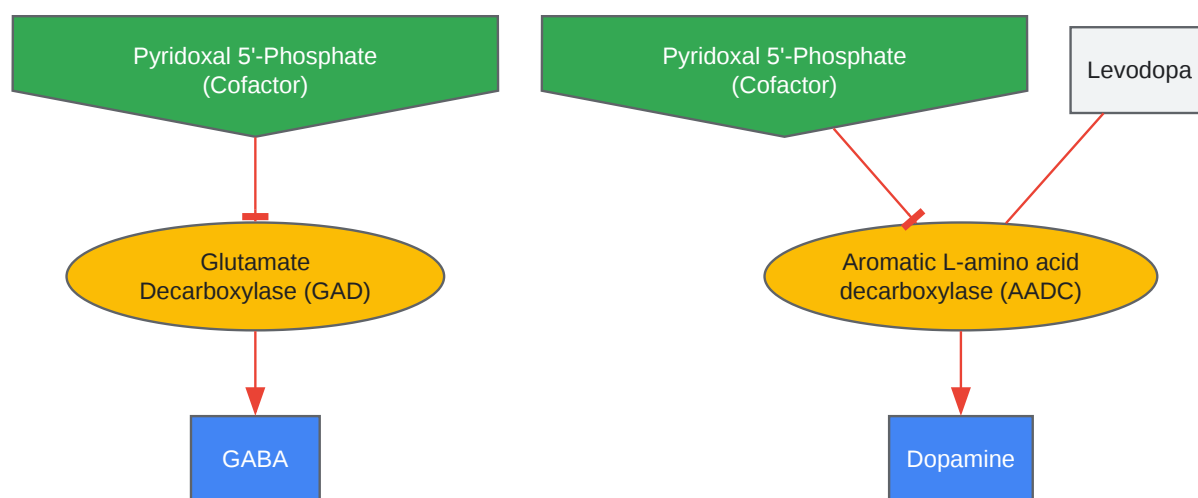 Pyridoxal 5'-Phosphate
(Cofactor)
Pyridoxal 5'-Phosphate
(Cofactor)
Levodopa
Glutamate
Decarboxylase (GAD)
Aromatic L-amino acid
decarboxylase (AADC)
GABA
Dopamine